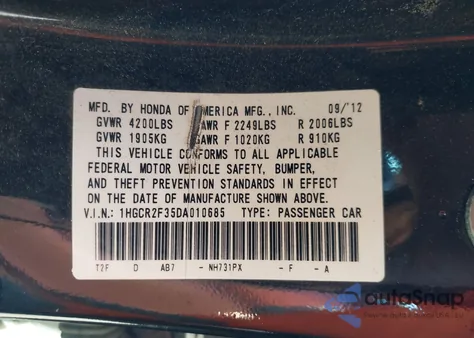 MFD. BY HONDA OF AMERICA MFG., INC. 09/'12
GVWR 4200LBS GAWR F 2249LBS R 2006LBS
GVWR 1905KG GAWR F 1020KG R 910KG
THIS VEHICLE CONFORMS TO ALL APPLICABLE
FEDERAL MOTOR VEHICLE SAFETY, BUMPER,
AND THEFT PREVENTION STANDARDS IN EFFECT
ON THE DATE OF MANUFACTURE SHOWN ABOVE.
V.I.N.: 1HGCR2F35DA010685 TYPE: PASSENGER CAR
T2F D AB7 - NH731PX - F - A
autoSnap